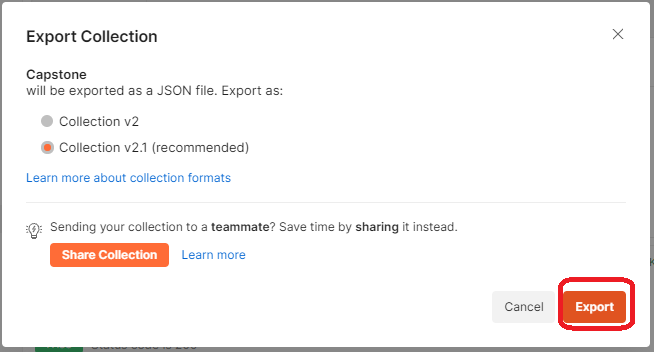 Export Collection
Capstone
will be exported as a JSON file. Export as:
Collection v2
Collection v2.1 (recommended)
Learn more about collection formats
Sending your collection to a teammate? Save time by sharing it instead.
Share Collection Learn more
Cancel Export